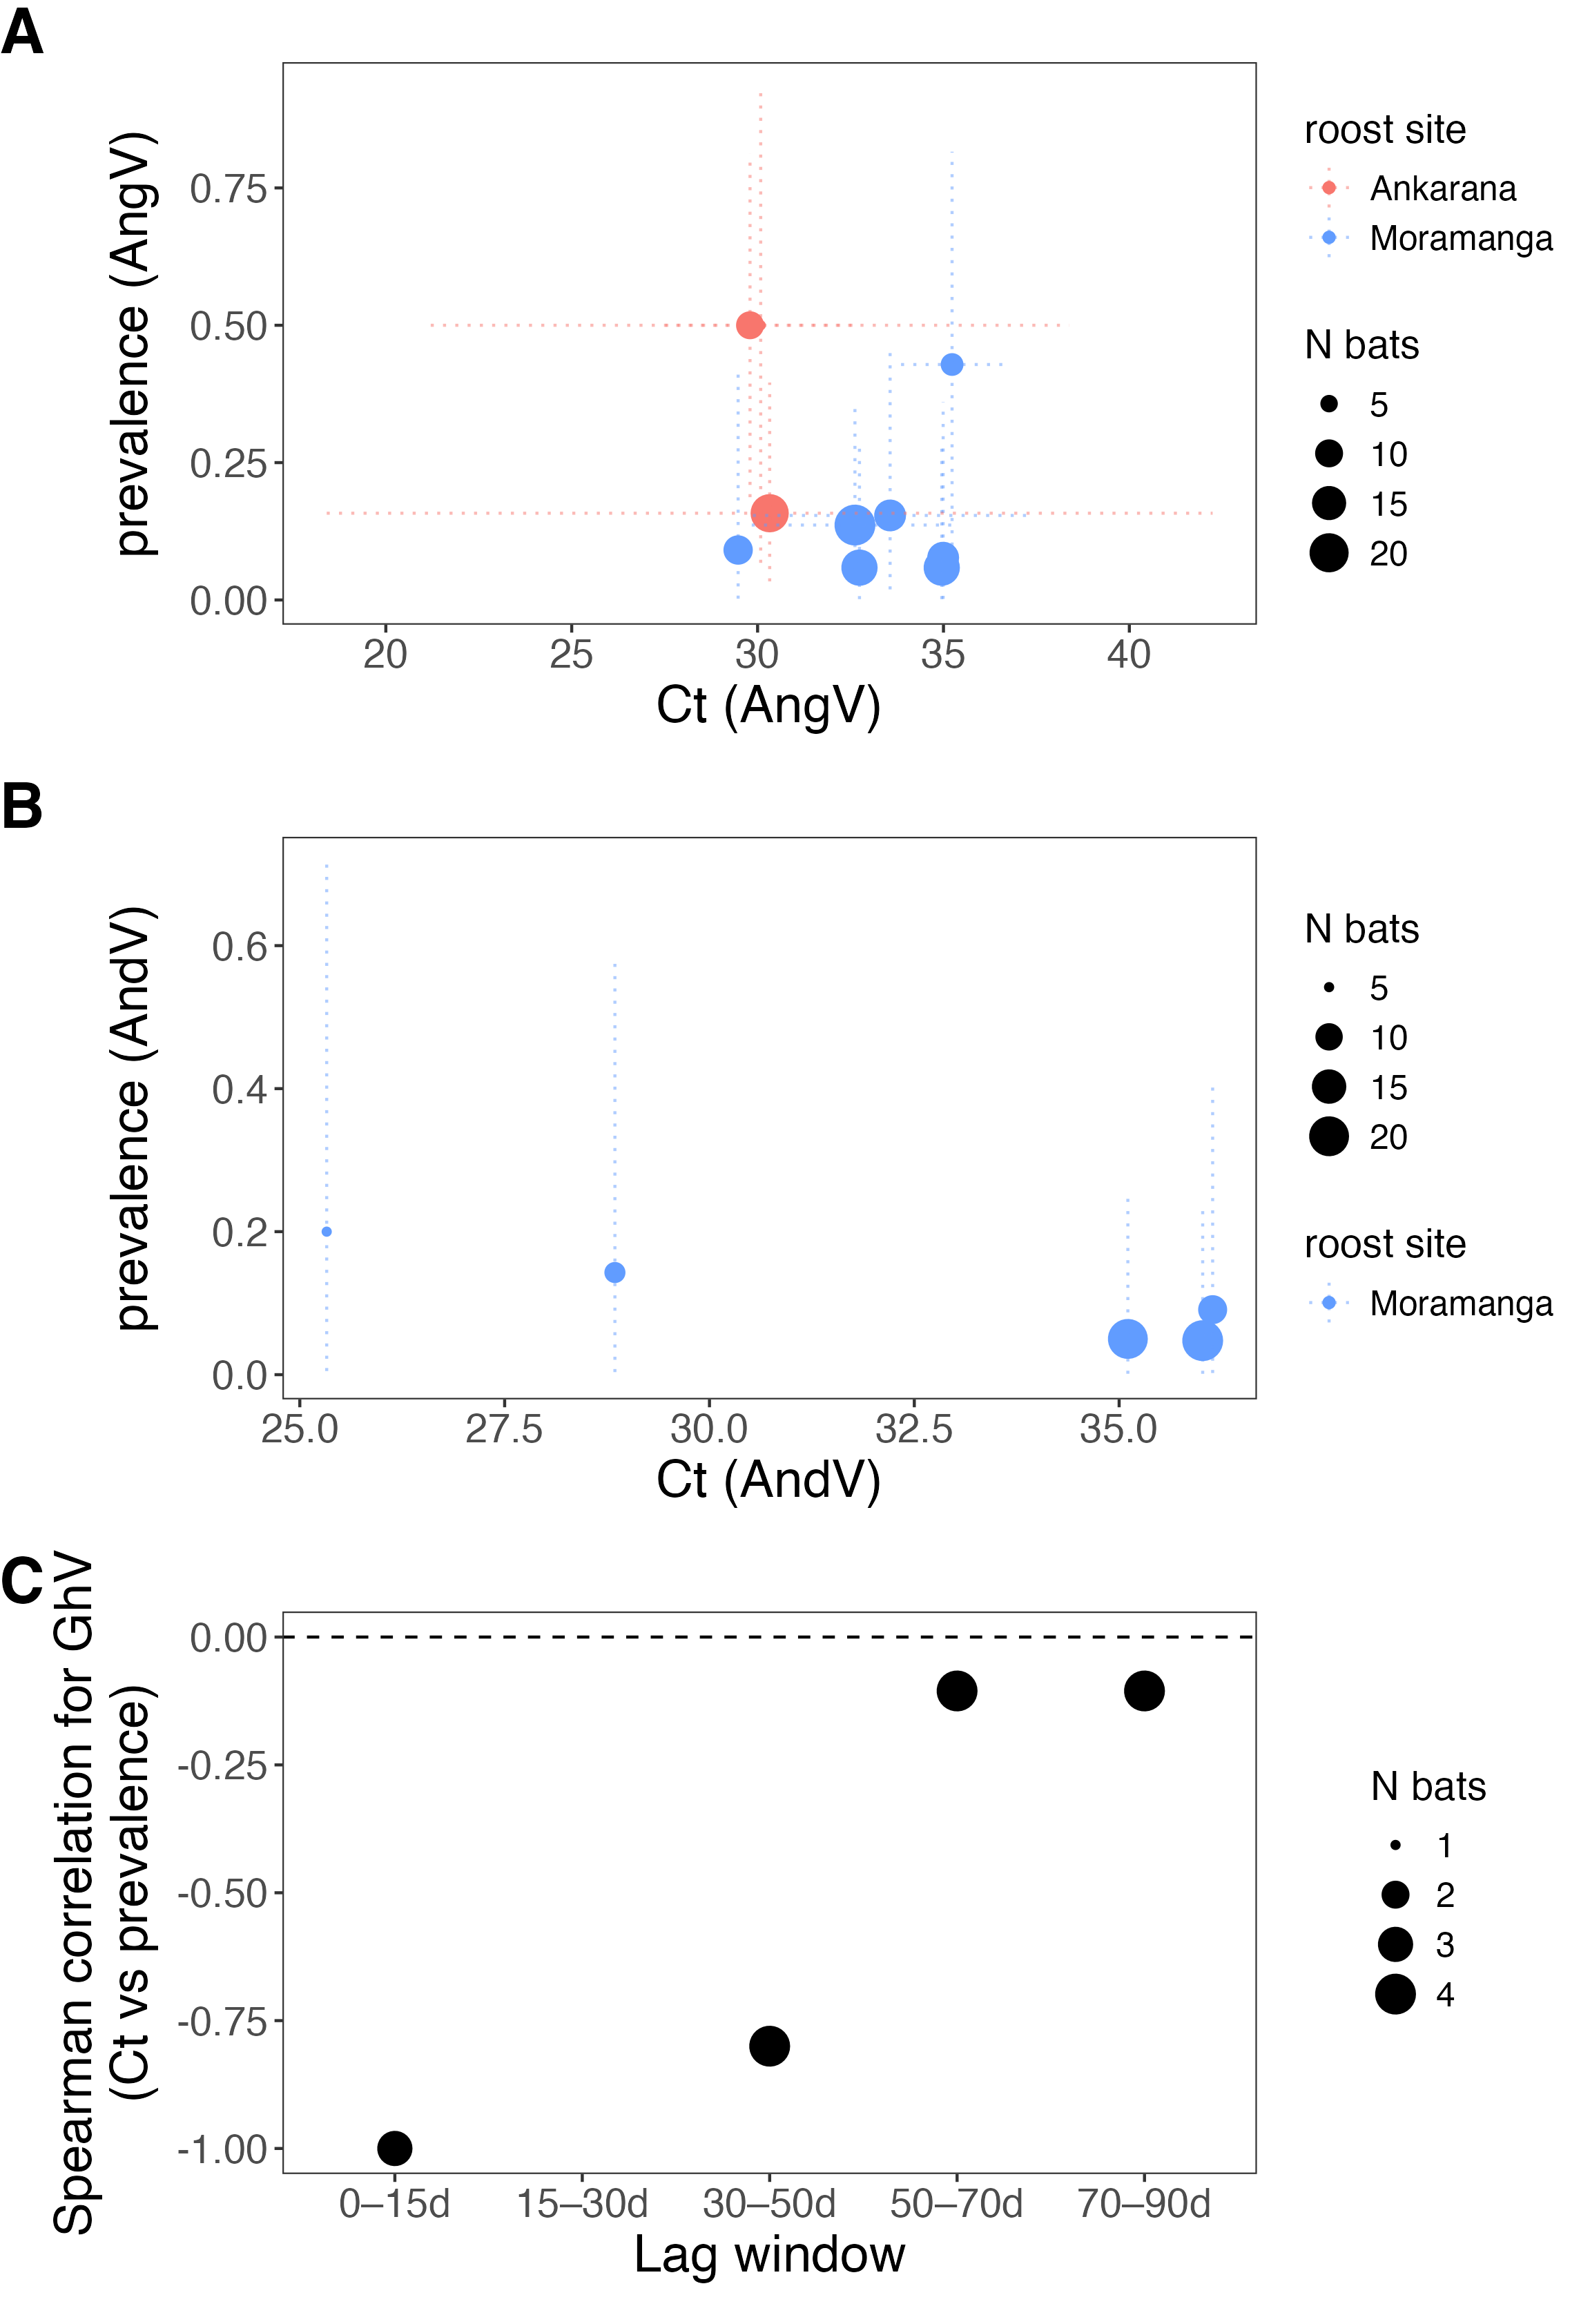 A
prevalence (AngV)
0.75
0.50
0.25
0.00
20 25 30 35 40
Ct (AngV)
roost site
Ankarana
Moramanga
N bats
5
10
15
20
B
prevalence (AndV)
0.6
0.4
0.2
0.0
25.0 27.5 30.0 32.5 35.0
Ct (AndV)
N bats
5
10
15
20
roost site
Moramanga
C
Spearman correlation for GhV
(Ct vs prevalence)
0.00
-0.25
-0.50
-0.75
-1.00
0–15d 15–30d 30–50d 50–70d 70–90d
Lag window
N bats
1
2
3
4